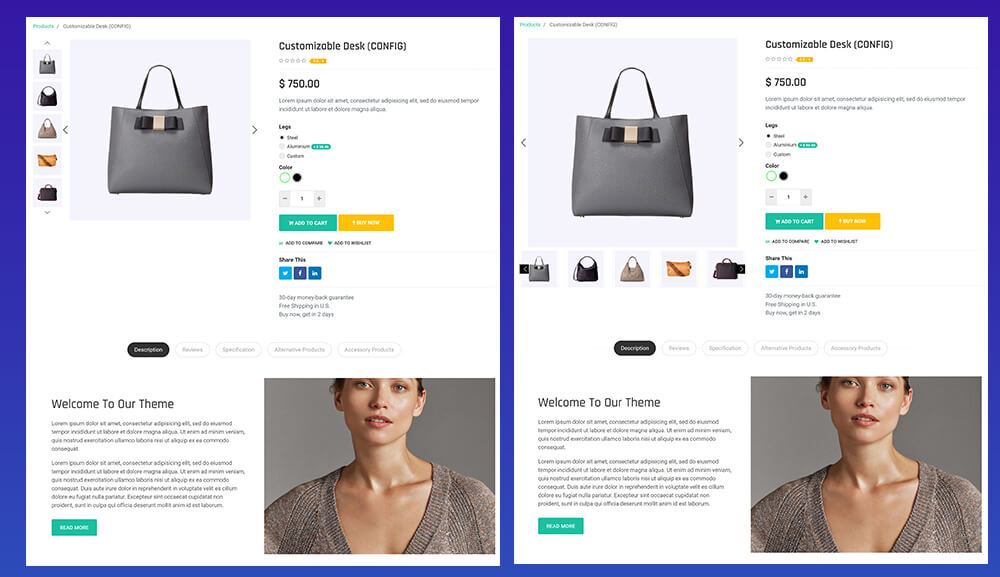 Products / Customizable Desk (CONFIG)
Customizable Desk (CONFIG)
$ 750.00
Lorem ipsum dolor sit amet, consectetur adipisicing elit, sed do eiusmod tempor
incididunt ut labore et dolore magna aliqua.
Legs
Steel
Aluminium
Custom
Color
1
ADD TO CART
BUY NOW
ADD TO COMPARE
ADD TO WISHLIST
Share This
30-day money-back guarantee
Free Shipping in U.S.
Buy now, get in 2 days
Description
Reviews
Specification
Alternative Products
Accessory Products
Welcome To Our Theme
Lorem ipsum dolor sit amet, consectetur adipisicing elit, sed do eiusmod
tempor incididunt ut labore et dolore magna aliqua. Ut enim ad minim veniam,
quis nostrud exercitation ullamco laboris nisi ut aliquip ex ea commodo
consequat.
Lorem ipsum dolor sit amet, consectetur adipisicing elit, sed do eiusmod
tempor incididunt ut labore et dolore magna aliqua. Ut enim ad minim veniam,
quis nostrud exercitation ullamco laboris nisi ut aliquip ex ea commodo
consequat. Duis aute irure dolor in reprehenderit in voluptate velit esse cillum
dolore eu fugiat nulla pariatur. Excepteur sint occaecat cupidatat non
proident, sunt in culpa qui officia deserunt mollit anim id est laborum.
READ MORE
Products / Customizable Desk (CONFIG)
Customizable Desk (CONFIG)
$ 750.00
Lorem ipsum dolor sit amet, consectetur adipisicing elit, sed do eiusmod tempor
incididunt ut labore et dolore magna aliqua.
Legs
Steel
Aluminium
Custom
Color
1
ADD TO CART
BUY NOW
ADD TO COMPARE
ADD TO WISHLIST
Share This
30-day money-back guarantee
Free Shipping in U.S.
Buy now, get in 2 days
Description
Reviews
Specification
Alternative Products
Accessory Products
Welcome To Our Theme
Lorem ipsum dolor sit amet, consectetur adipisicing elit, sed do eiusmod
tempor incididunt ut labore et dolore magna aliqua. Ut enim ad minim veniam,
quis nostrud exercitation ullamco laboris nisi ut aliquip ex ea commodo
consequat.
Lorem ipsum dolor sit amet, consectetur adipisicing elit, sed do eiusmod
tempor incididunt ut labore et dolore magna aliqua. Ut enim ad minim veniam,
quis nostrud exercitation ullamco laboris nisi ut aliquip ex ea commodo
consequat. Duis aute irure dolor in reprehenderit in voluptate velit esse cillum
dolore eu fugiat nulla pariatur. Excepteur sint occaecat cupidatat non
proident, sunt in culpa qui officia deserunt mollit anim id est laborum.
READ MORE